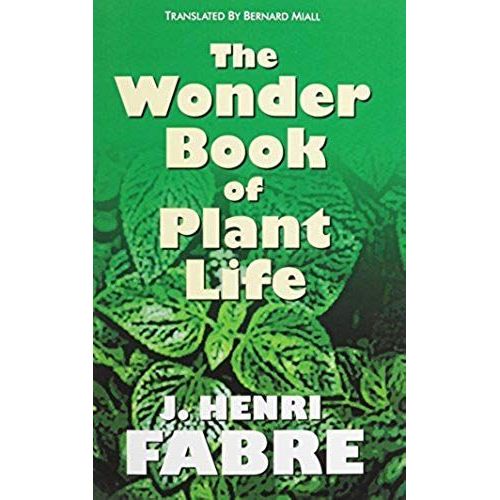 TRANSLATED BY BERNARD MIALL
The
Wonder
Book
of
Plant
Life
J. HENRI
FABRE